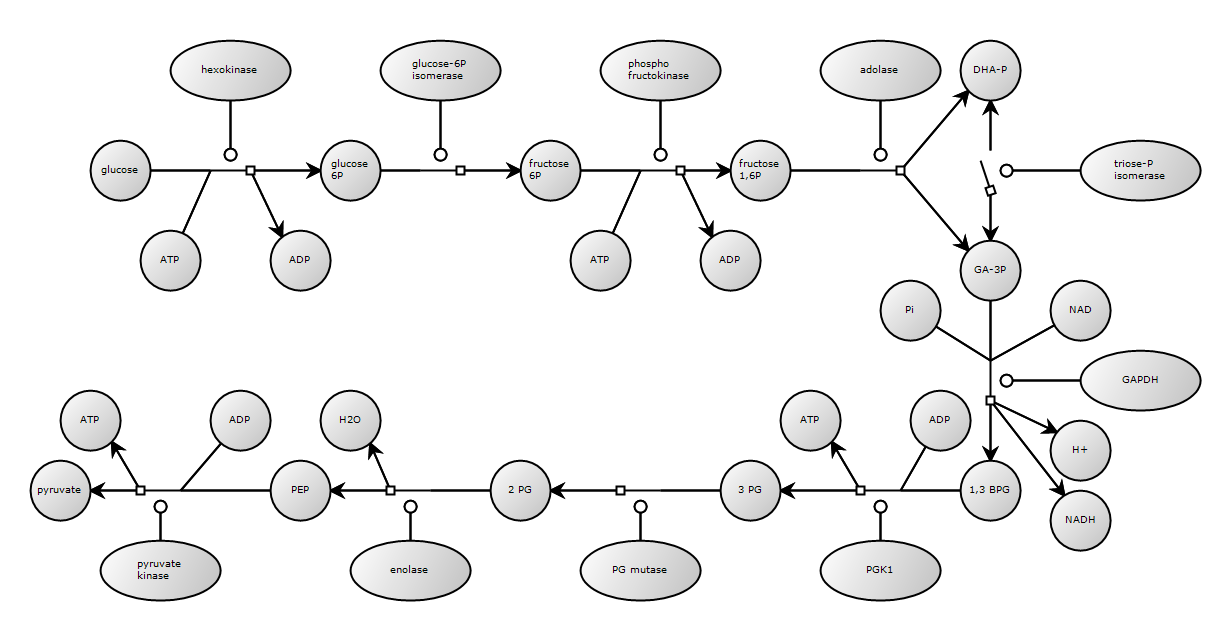 hexokinase
glucose-6P
isomerase
phospho
fructokinase
adolase
DHA-P
glucose
glucose
6P
fructose
6P
fructose
1,6P
triose-P
isomerase
ATP
ADP
ATP
ADP
GA-3P
Pi
NAD
GAPDH
ATP
ADP
H2O
ATP
ADP
H+
pyruvate
PEP
2 PG
3 PG
1,3 BPG
NADH
pyruvate
kinase
enolase
PG mutase
PGK1